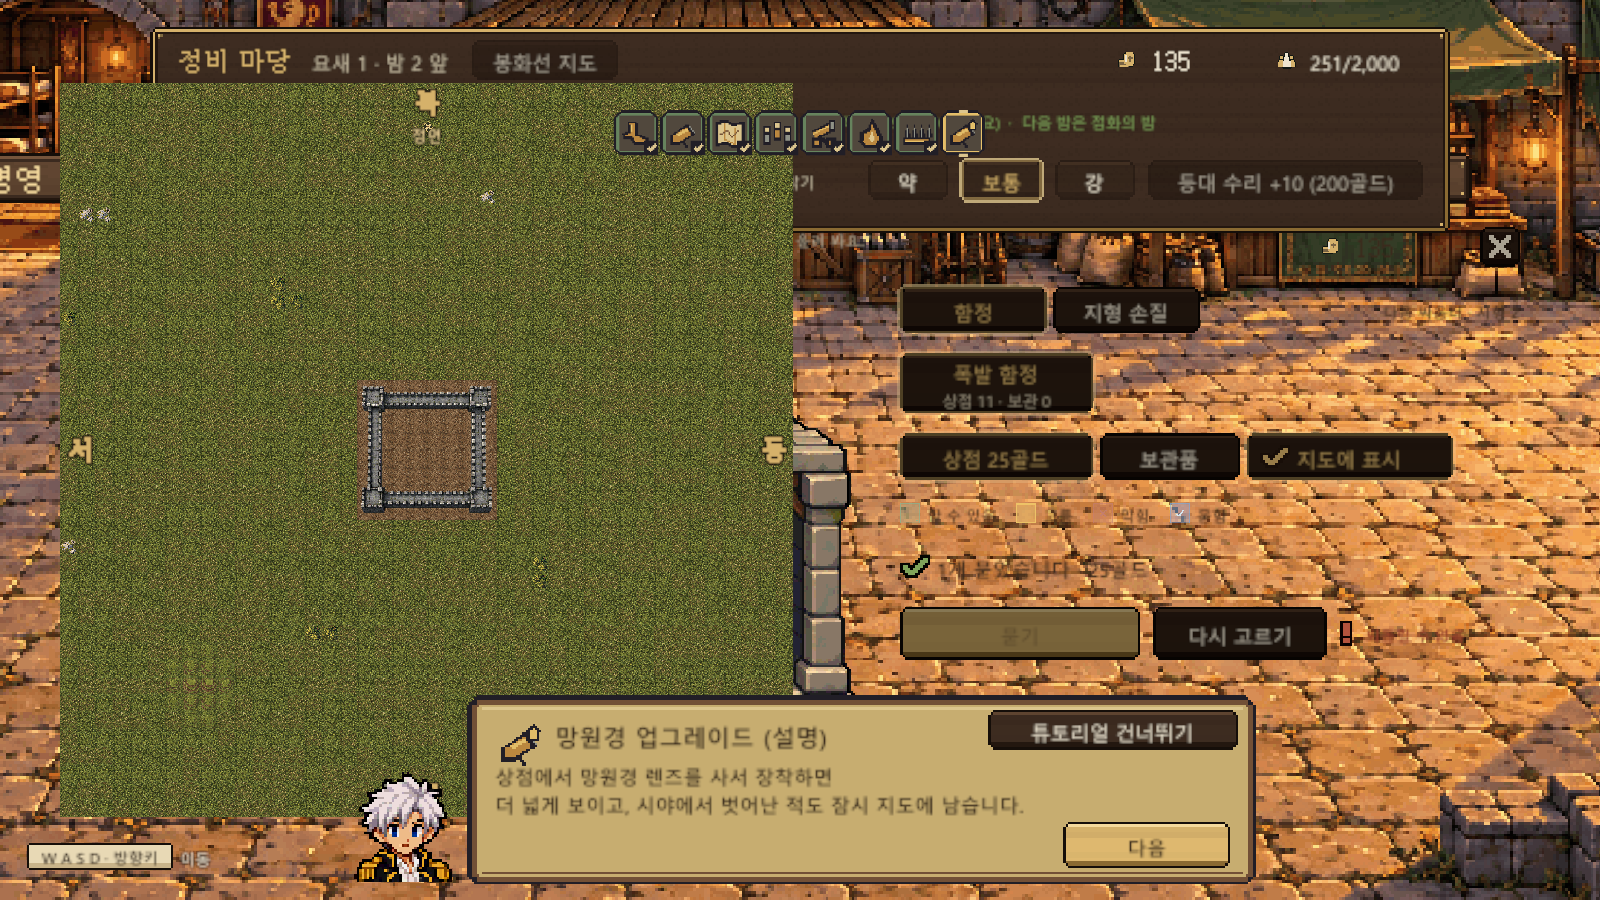 정비 마당
요새 1 · 밤 2 앞
봉화선 지도
135
251/2,000
다음 밤은 점화의 밤
약
보통
강
등대 수리 +10 (200골드)
서
동
함정
지형 손질
폭발 함정
상점 11 · 보관 0
상점 25골드
보관품
지도에 표시
묻기
다시 고르기
망원경 업그레이드 (설명)
튜토리얼 건너뛰기
상점에서 망원경 렌즈를 사서 장착하면
더 넓게 보이고, 시야에서 벗어난 적도 잠시 지도에 남습니다.
다음
WASD·방향키
이동